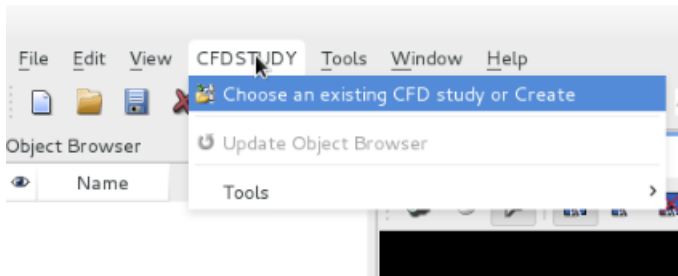 File Edit View CFDSTUDY Tools Window Help
Choose an existing CFD study or Create
Update Object Browser
Object Browser
Name
Tools